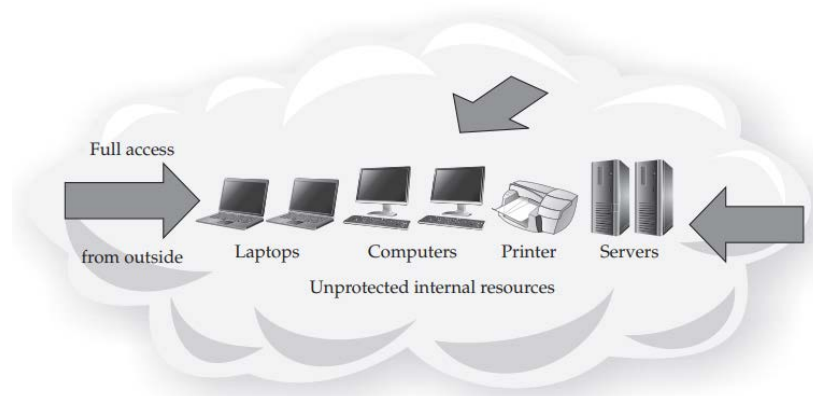 Full access
from outside
Laptops
Computers
Printer
Servers
Unprotected internal resources